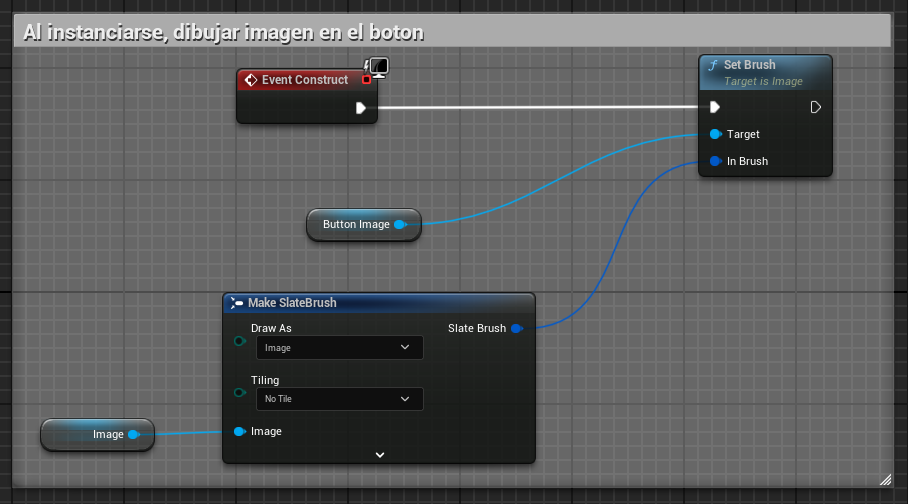 Al instanciarse, dibujar imagen en el boton
Event Construct
Set Brush
Target is Image
Target
In Brush
Button Image
Make SlateBrush
Draw As
Slate Brush
Image
Tiling
No Tile
Image
Image